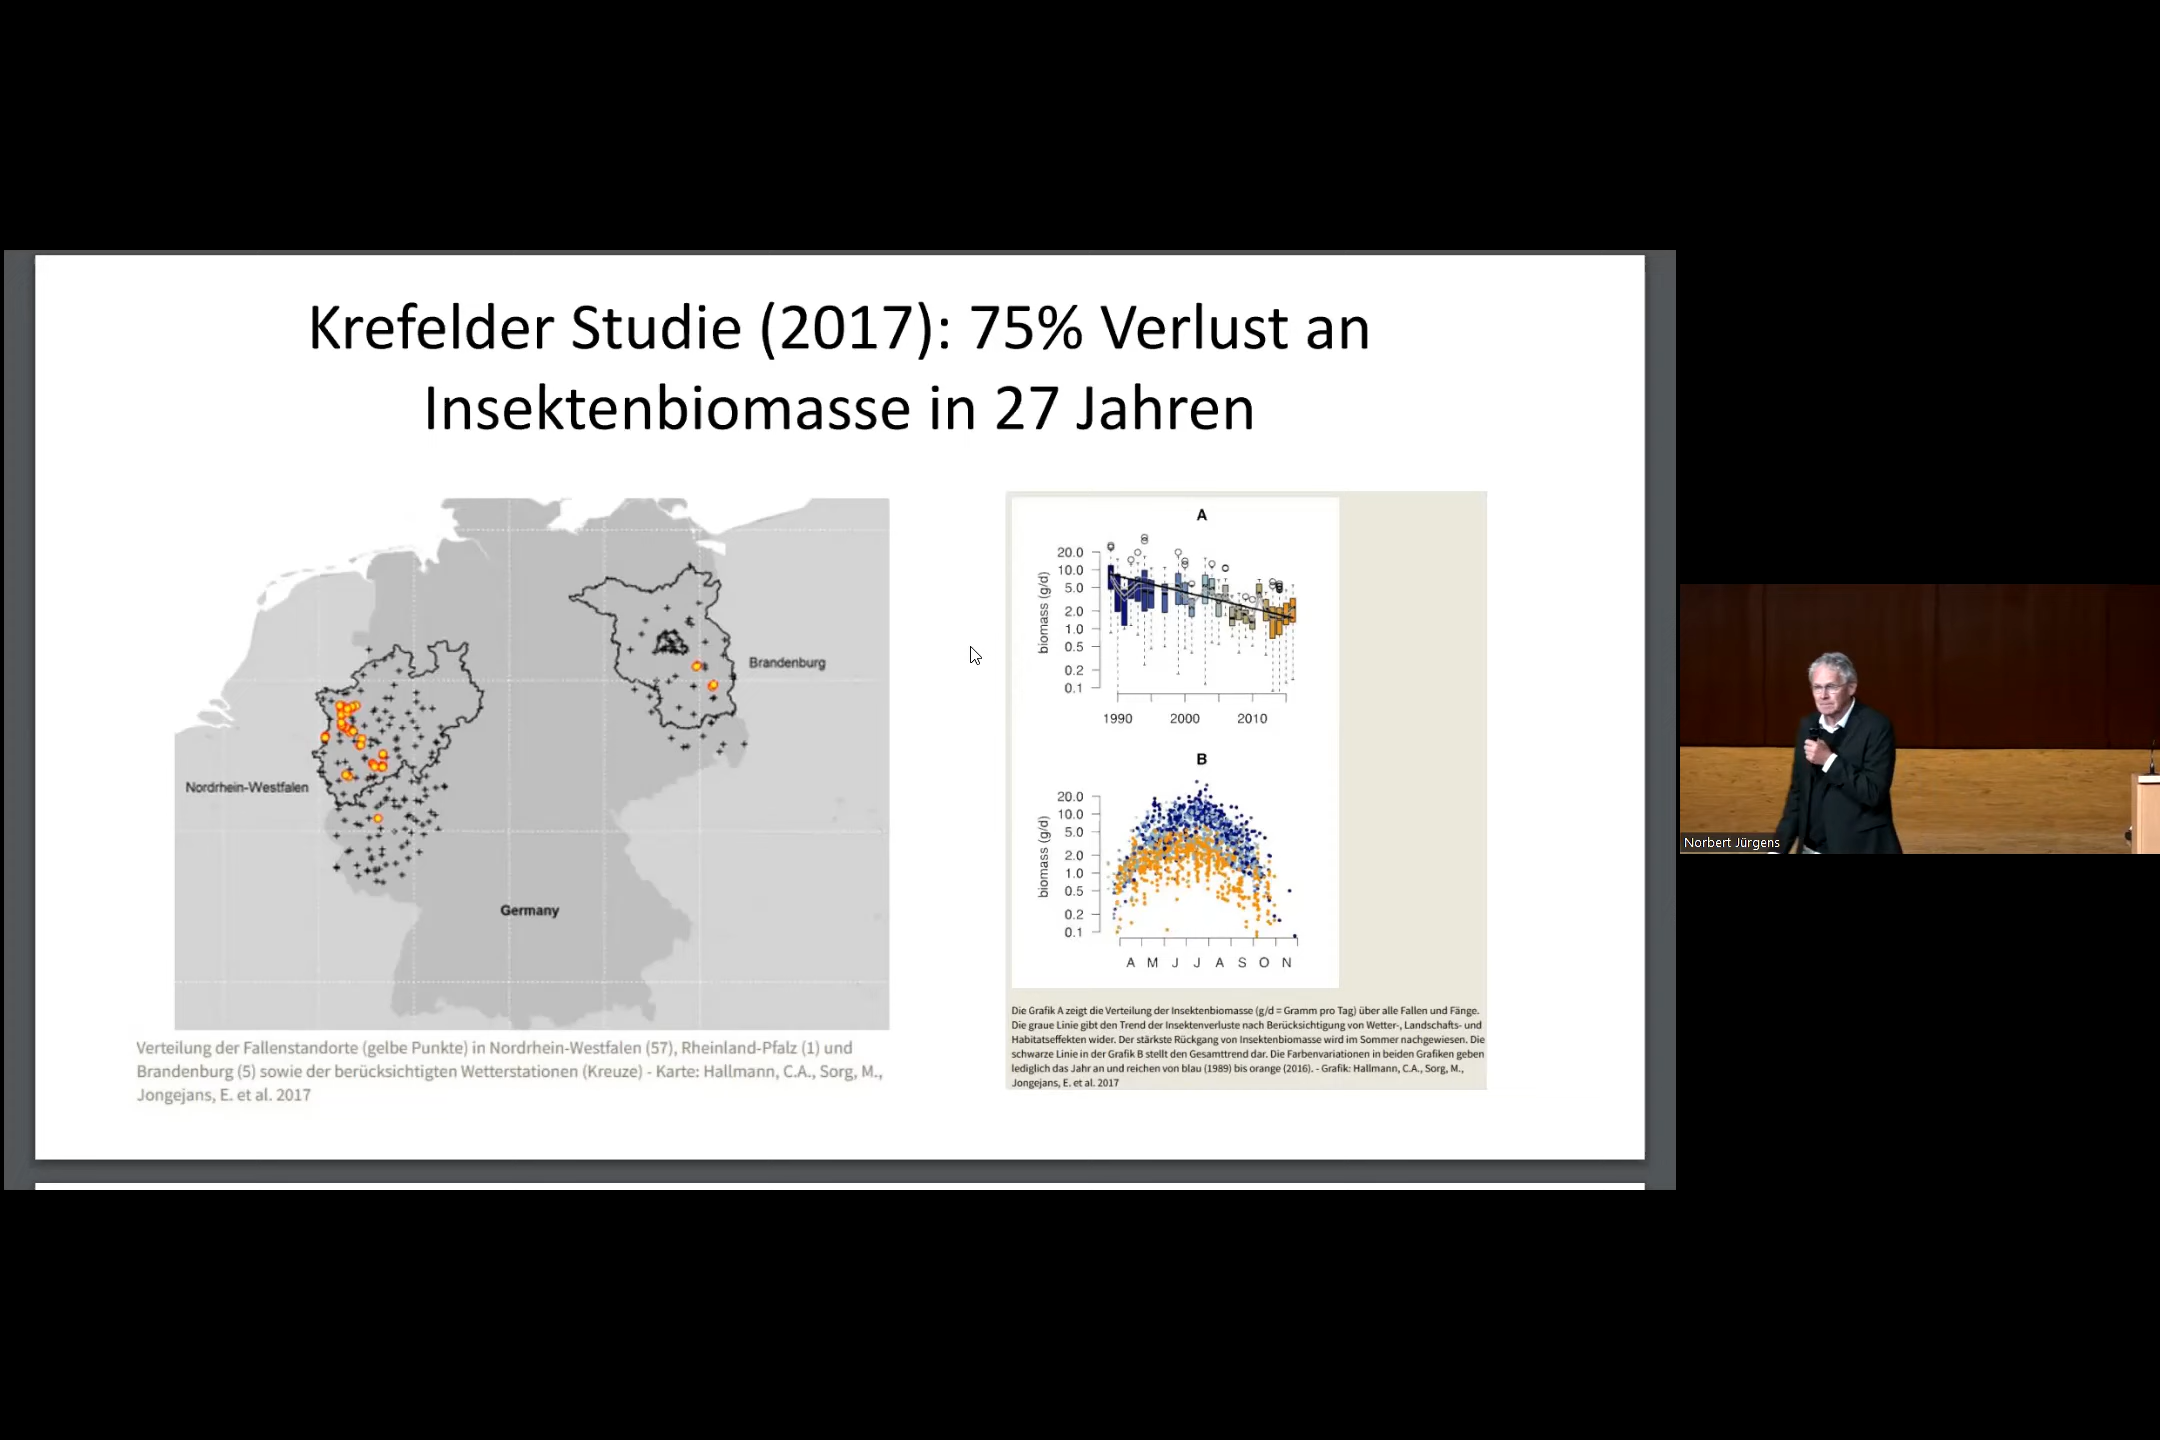 Krefelder Studie (2017): 75% Verlust an
Insektenbiomasse in 27 Jahren
Brandenburg
Nordrhein-Westfalen
Germany
Verteilung der Fallenstandorte (gelbe Punkte) in Nordrhein-Westfalen (57), Rheinland-Pfalz (1) und
Brandenburg (5) sowie der berücksichtigten Wetterstationen (Kreuze) - Karte: Hallmann, C.A., Sorg, M.,
Jongejans, E. et al. 2017
A
biomass (g/d)
20.0
10.0
5.0
2.0
1.0
0.5
0.2
0.1
1990 2000 2010
B
biomass (g/d)
20.0
10.0
5.0
2.0
1.0
0.5
0.2
0.1
A M J J A S O N
Die Grafik A zeigt die Verteilung der Insektenbiomasse (g/d = Gramm pro Tag) über alle Fallen und Fänge.
Die graue Linie gibt den Trend der Insektenverluste nach Berücksichtigung von Wetter-, Landschafts- und
Habitatseffekten wider. Der stärkste Rückgang von Insektenbiomasse wird im Sommer nachgewiesen. Die
schwarze Linie in der Grafik B stellt den Gesamttrend dar. Die Farbenvariationen in beiden Grafiken geben
lediglich das Jahr an und reichen von blau (1989) bis orange (2016). - Grafik: Hallmann, C.A., Sorg, M.,
Jongejans, E. et al. 2017
Norbert Jürgens